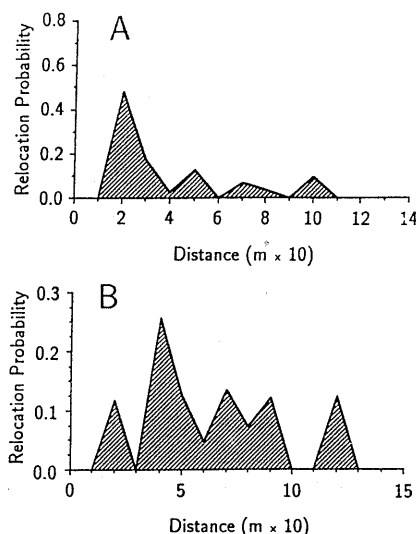 A
Relocation Probability
0.8
0.6
0.4
0.2
0.0
0 2 4 6 8 10 12 14
Distance (m × 10)
B
Relocation Probability
0.3
0.2
0.1
0.0
0 5 10 15
Distance (m × 10)